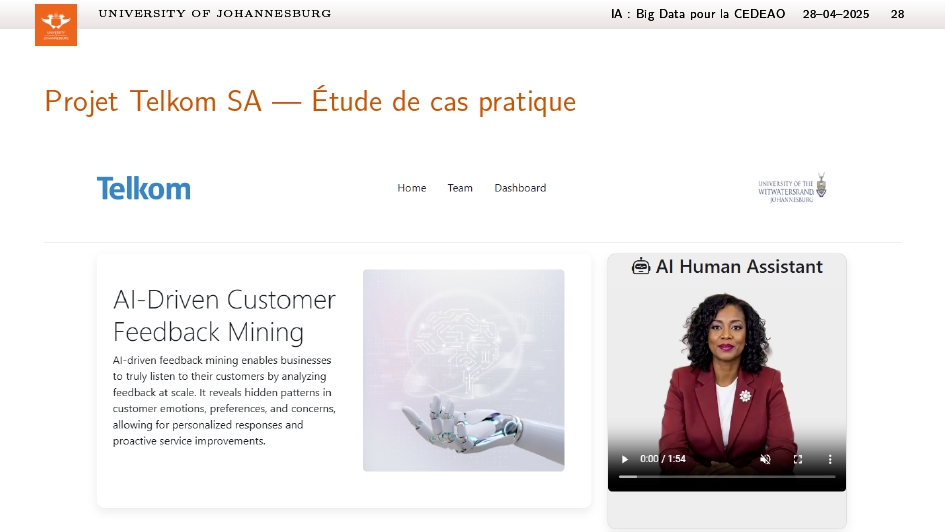 UNIVERSITY OF JOHANNESBURG
IA : Big Data pour la CEDEAO 28–04–2025 28
UNIVERSITY
JOHANNESBURG
Projet Telkom SA — Étude de cas pratique
Telkom
Home Team Dashboard
UNIVERSITY OF THE
WITWATERSRAND
JOHANNESBURG
AI-Driven Customer
Feedback Mining
AI-driven feedback mining enables businesses
to truly listen to their customers by analyzing
feedback at scale. It reveals hidden patterns in
customer emotions, preferences, and concerns,
allowing for personalized responses and
proactive service improvements.
AI Human Assistant
0:00 / 1:54